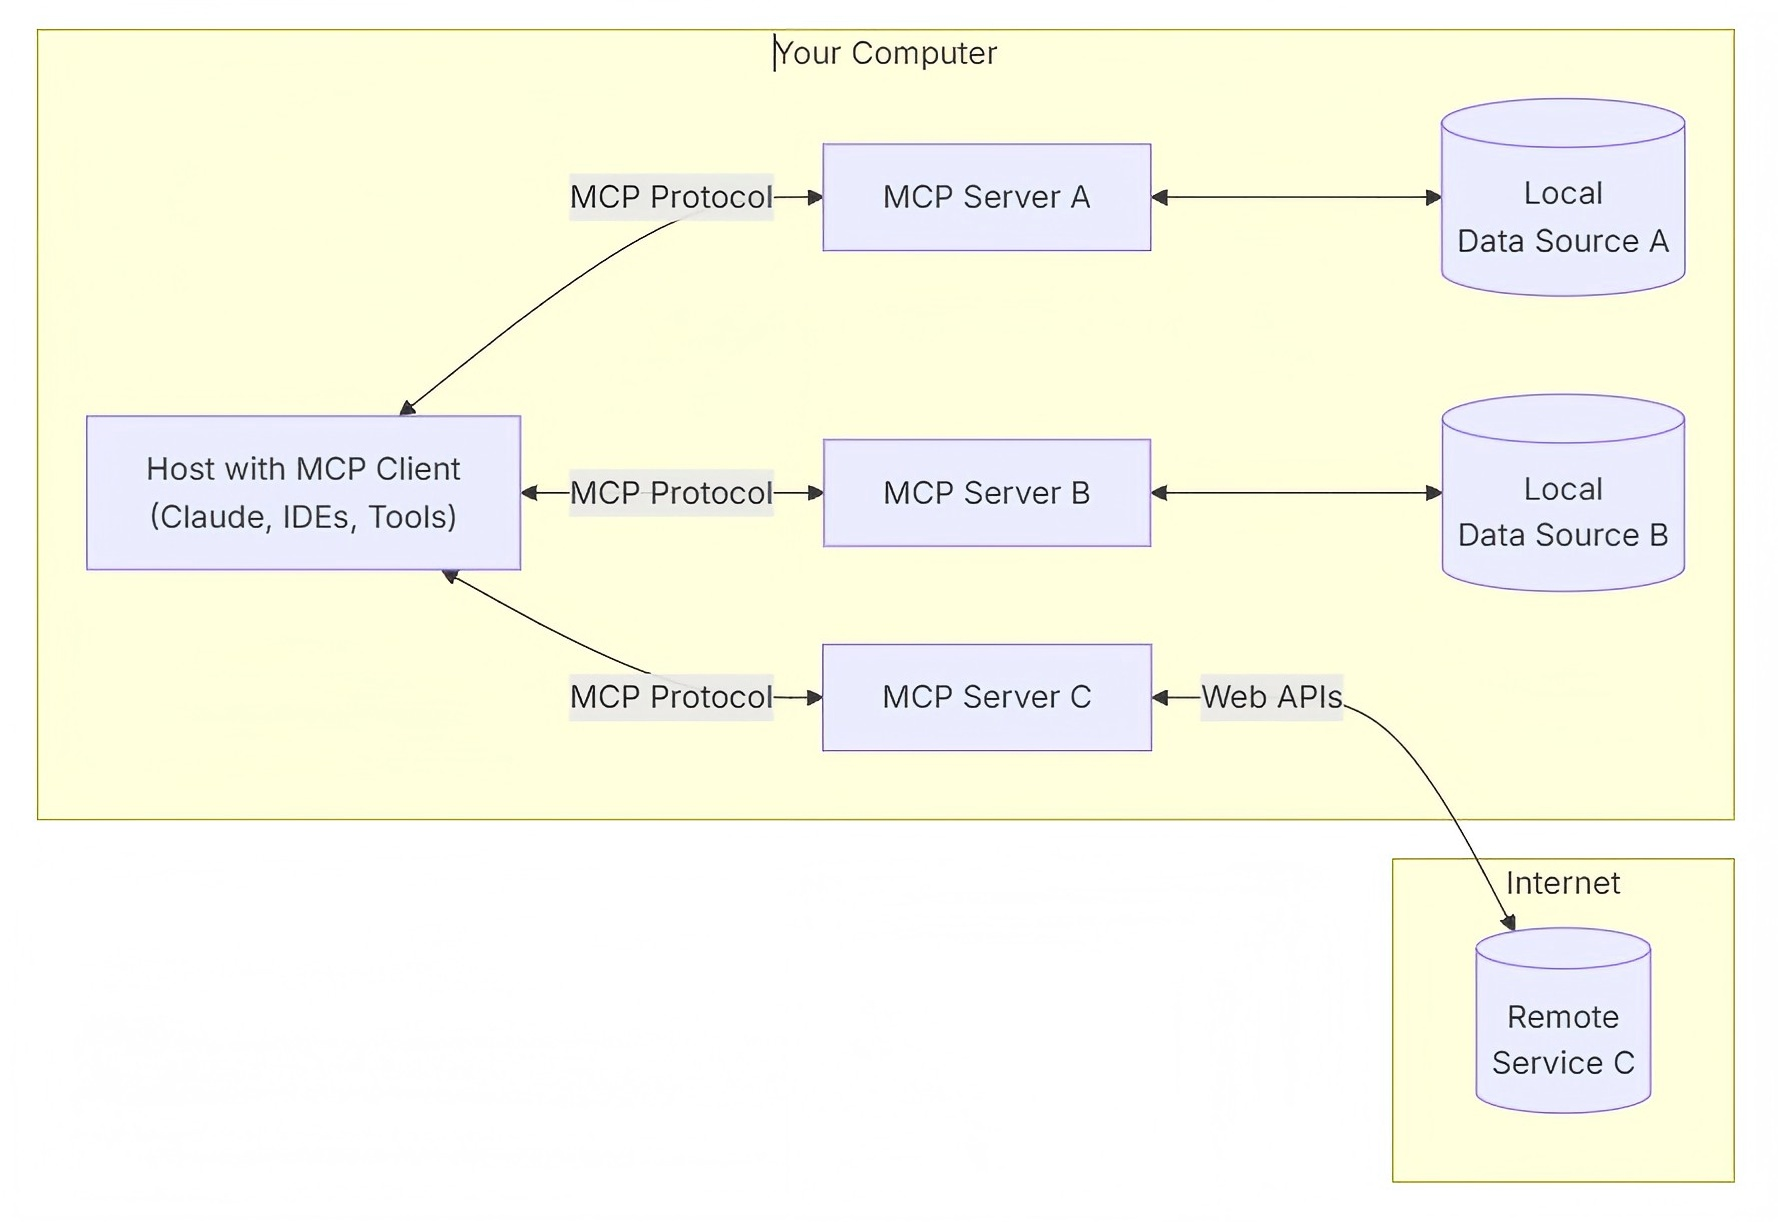 Your Computer
MCP Protocol
MCP Server A
Local
Data Source A
Host with MCP Client
(Claude, IDEs, Tools)
MCP Protocol
MCP Server B
Local
Data Source B
MCP Protocol
MCP Server C
Web APIs
Internet
Remote
Service C